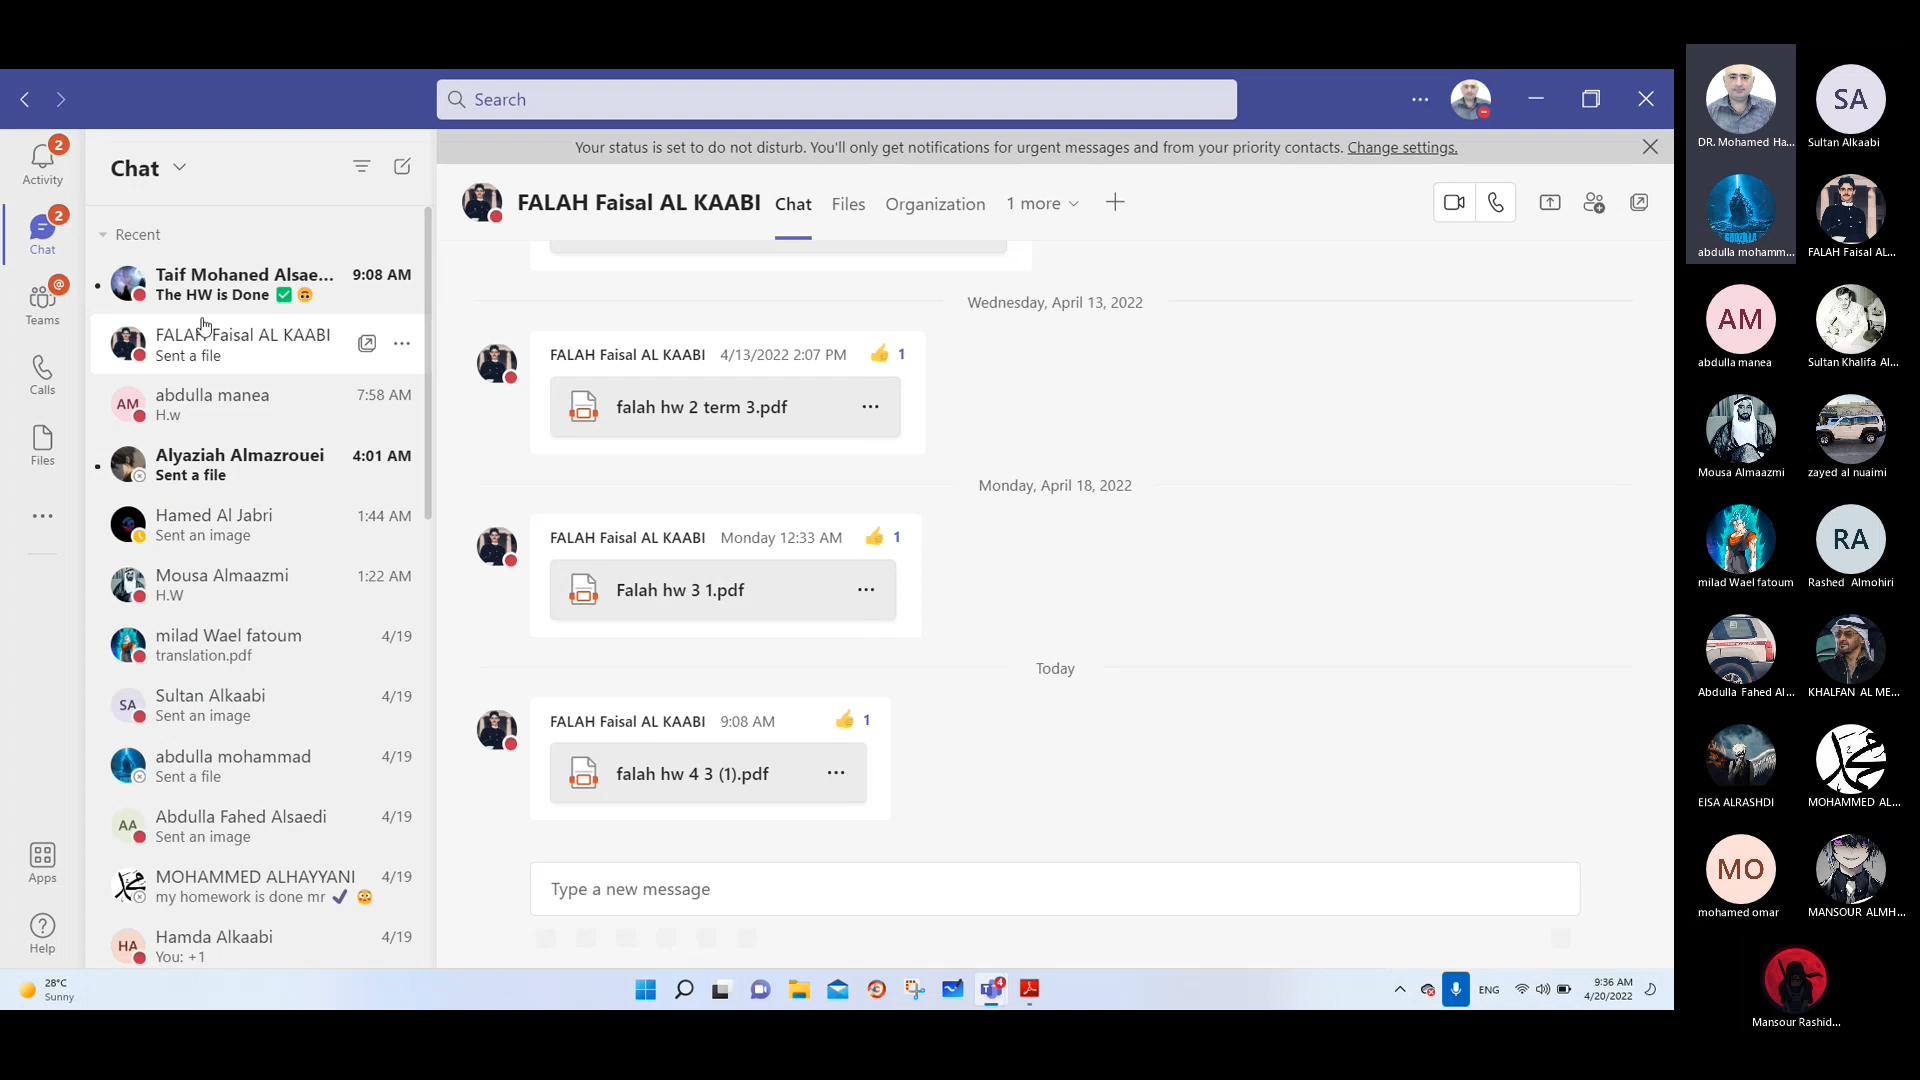 Search
Your status is set to do not disturb. You'll only get notifications for urgent messages and from your priority contacts. Change settings.
2
Activity
2
Chat
@
Teams
Calls
Files
Apps
Help
Chat
Recent
Taif Mohaned Alsae... 9:08 AM
The HW is Done ✅ 🙃
FALAH Faisal AL KAABI
Sent a file
AM abdulla manea 7:58 AM
H.w
Alyaziah Almazrouei 4:01 AM
Sent a file
Hamed Al Jabri 1:44 AM
Sent an image
Mousa Almaazmi 1:22 AM
H.W
milad Wael fatoum 4/19
translation.pdf
SA Sultan Alkaabi 4/19
Sent an image
abdulla mohammad 4/19
Sent a file
AA Abdulla Fahed Alsaedi 4/19
Sent an image
MOHAMMED ALHAYYANI 4/19
my homework is done mr ✔
HA Hamda Alkaabi 4/19
You: +1
FALAH Faisal AL KAABI Chat Files Organization 1 more
Wednesday, April 13, 2022
FALAH Faisal AL KAABI 4/13/2022 2:07 PM 👍 1
falah hw 2 term 3.pdf
Monday, April 18, 2022
FALAH Faisal AL KAABI Monday 12:33 AM 👍 1
Falah hw 3 1.pdf
Today
FALAH Faisal AL KAABI 9:08 AM 👍 1
falah hw 4 3 (1).pdf
Type a new message
28°C
Sunny
4
ENG
9:36 AM
4/20/2022
SA
DR. Mohamed Ha... Sultan Alkaabi
GODZILLA
abdulla mohamm... FALAH Faisal AL...
AM
abdulla manea Sultan Khalifa Al...
Mousa Almaazmi zayed al nuaimi
RA
milad Wael fatoum Rashed Almohiri
Abdulla Fahed Al... KHALFAN AL ME...
EISA ALRASHDI MOHAMMED AL...
MO
mohamed omar MANSOUR ALMH...
Mansour Rashid...